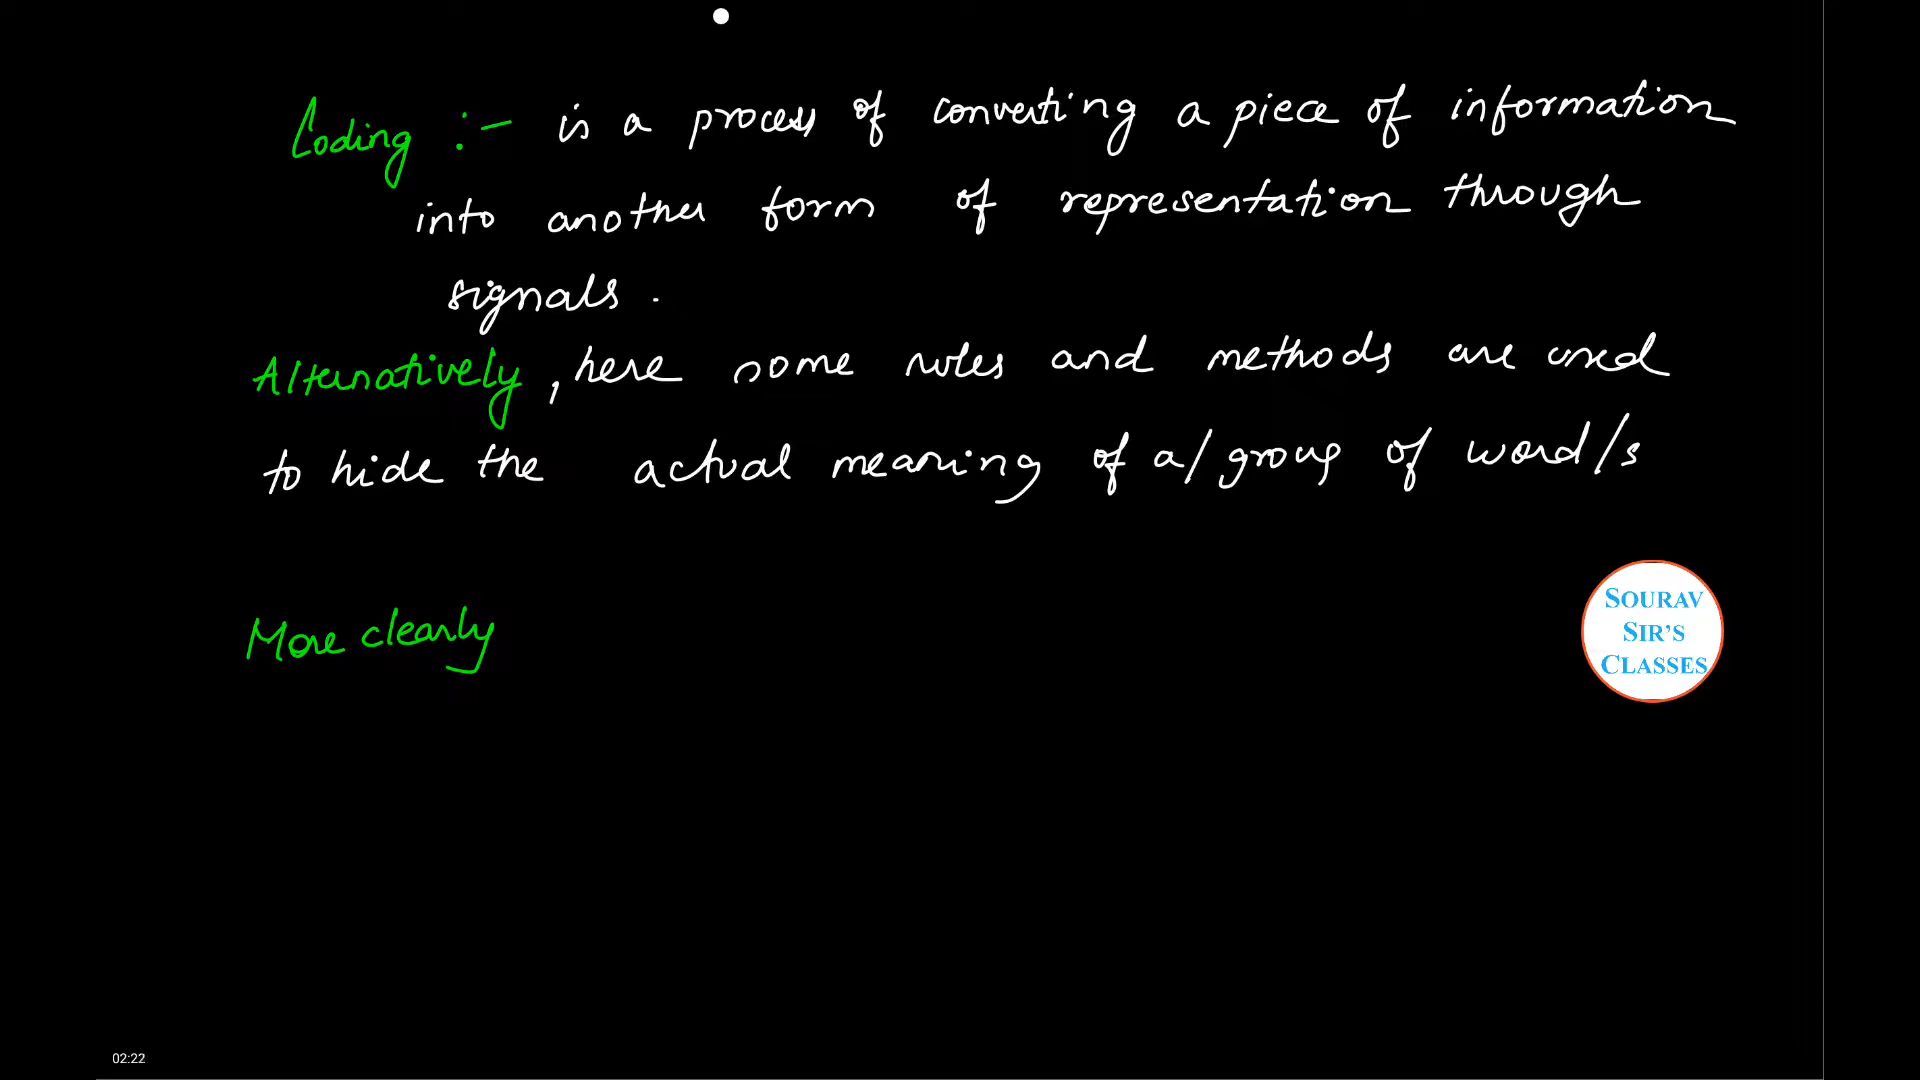 Coding :- is a process of converting a piece of information
into another form of representation through
signals.
Alternatively, here some rules and methods are used
to hide the actual meaning of a/group of word/s
More clearly
SOURAV
SIR'S
CLASSES
02:22